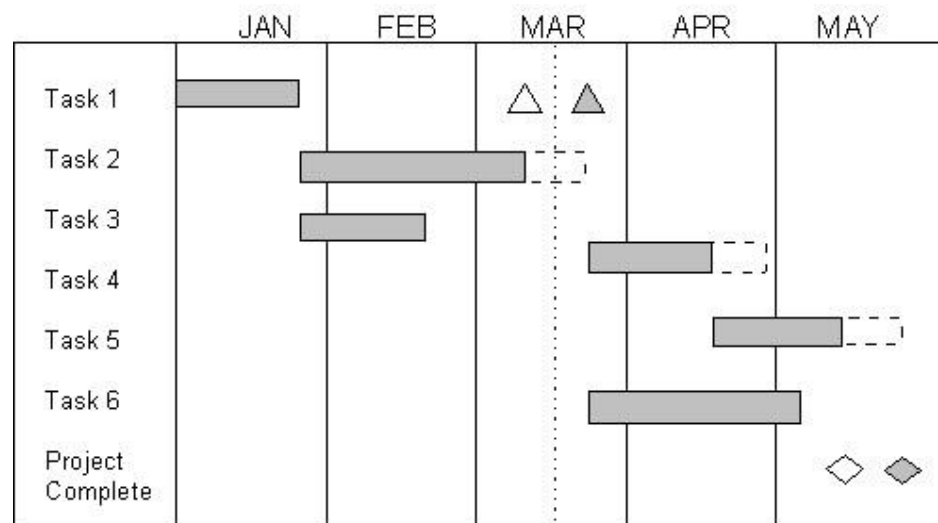 JAN FEB MAR APR MAY
Task 1
Task 2
Task 3
Task 4
Task 5
Task 6
Project
Complete